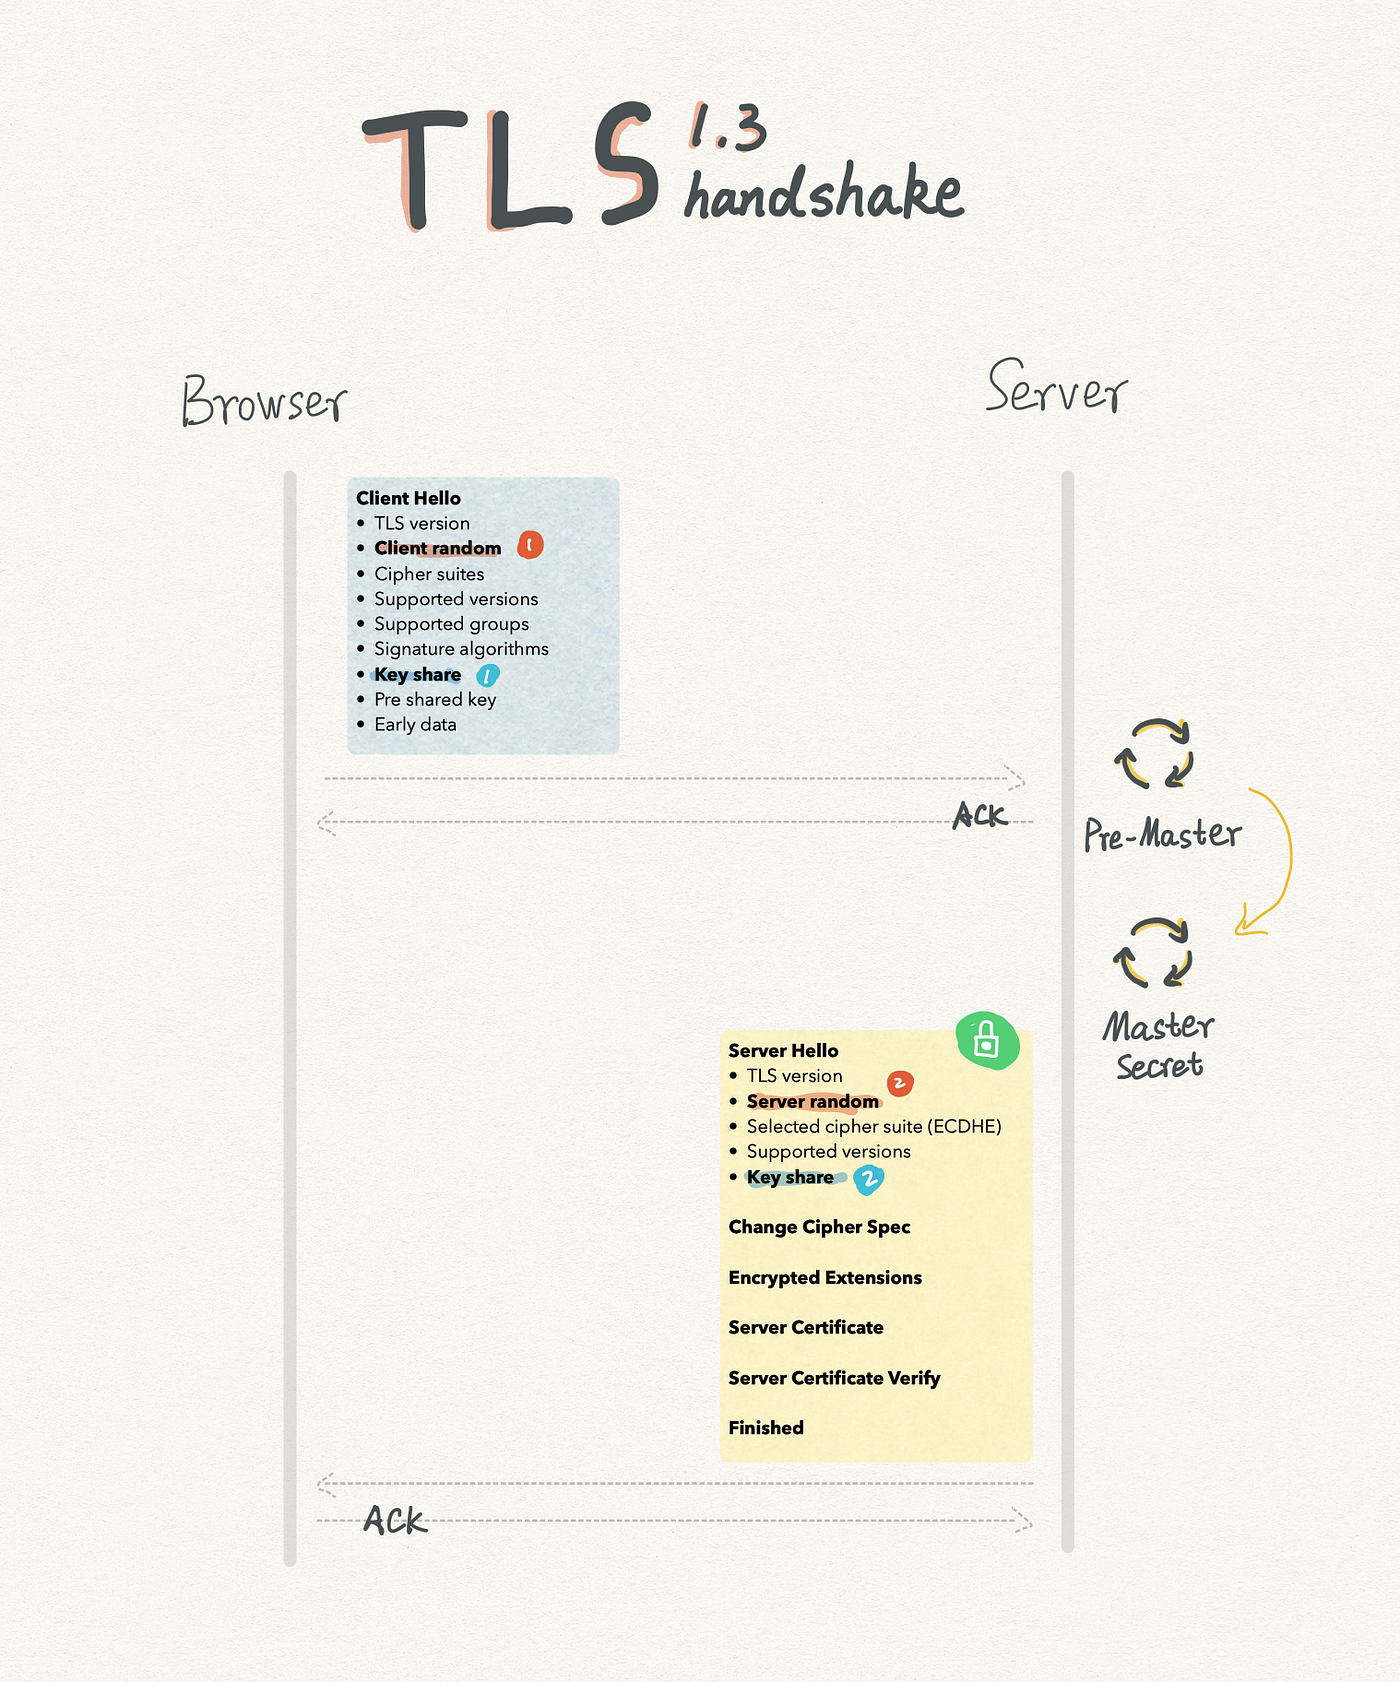 TLS 1.3
handshake
Browser
Server
Client Hello
• TLS version
• Client random 1
• Cipher suites
• Supported versions
• Supported groups
• Signature algorithms
• Key share 1
• Pre shared key
• Early data
ACK
Pre-Master
Master
Secret
Server Hello
• TLS version
• Server random 2
• Selected cipher suite (ECDHE)
• Supported versions
• Key share 2
Change Cipher Spec
Encrypted Extensions
Server Certificate
Server Certificate Verify
Finished
ACK